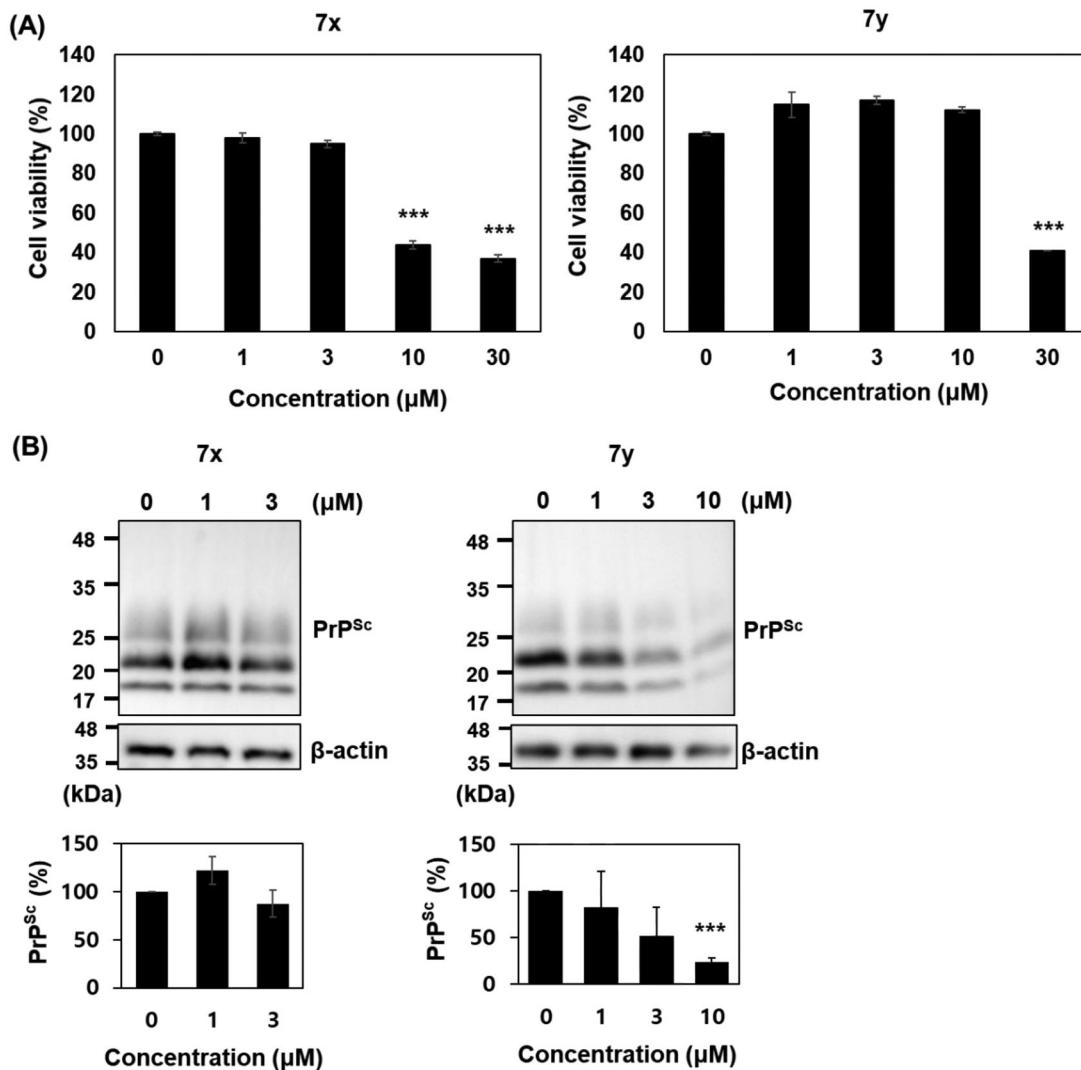 (A)
7x
140
120
100
80
60
40
20
0
Cell viability (%)
***
***
0 1 3 10 30
Concentration (µM)
7y
140
120
100
80
60
40
20
0
Cell viability (%)
***
0 1 3 10 30
Concentration (µM)
(B)
7x
0 1 3 (µM)
48
35
25
20
17
PrPSc
48
35
β-actin
(kDa)
150
100
50
0
PrPSc (%)
0 1 3
Concentration (µM)
7y
0 1 3 10 (µM)
48
35
25
20
17
PrPSc
48
35
β-actin
(kDa)
150
100
50
0
PrPSc (%)
***
0 1 3 10
Concentration (µM)